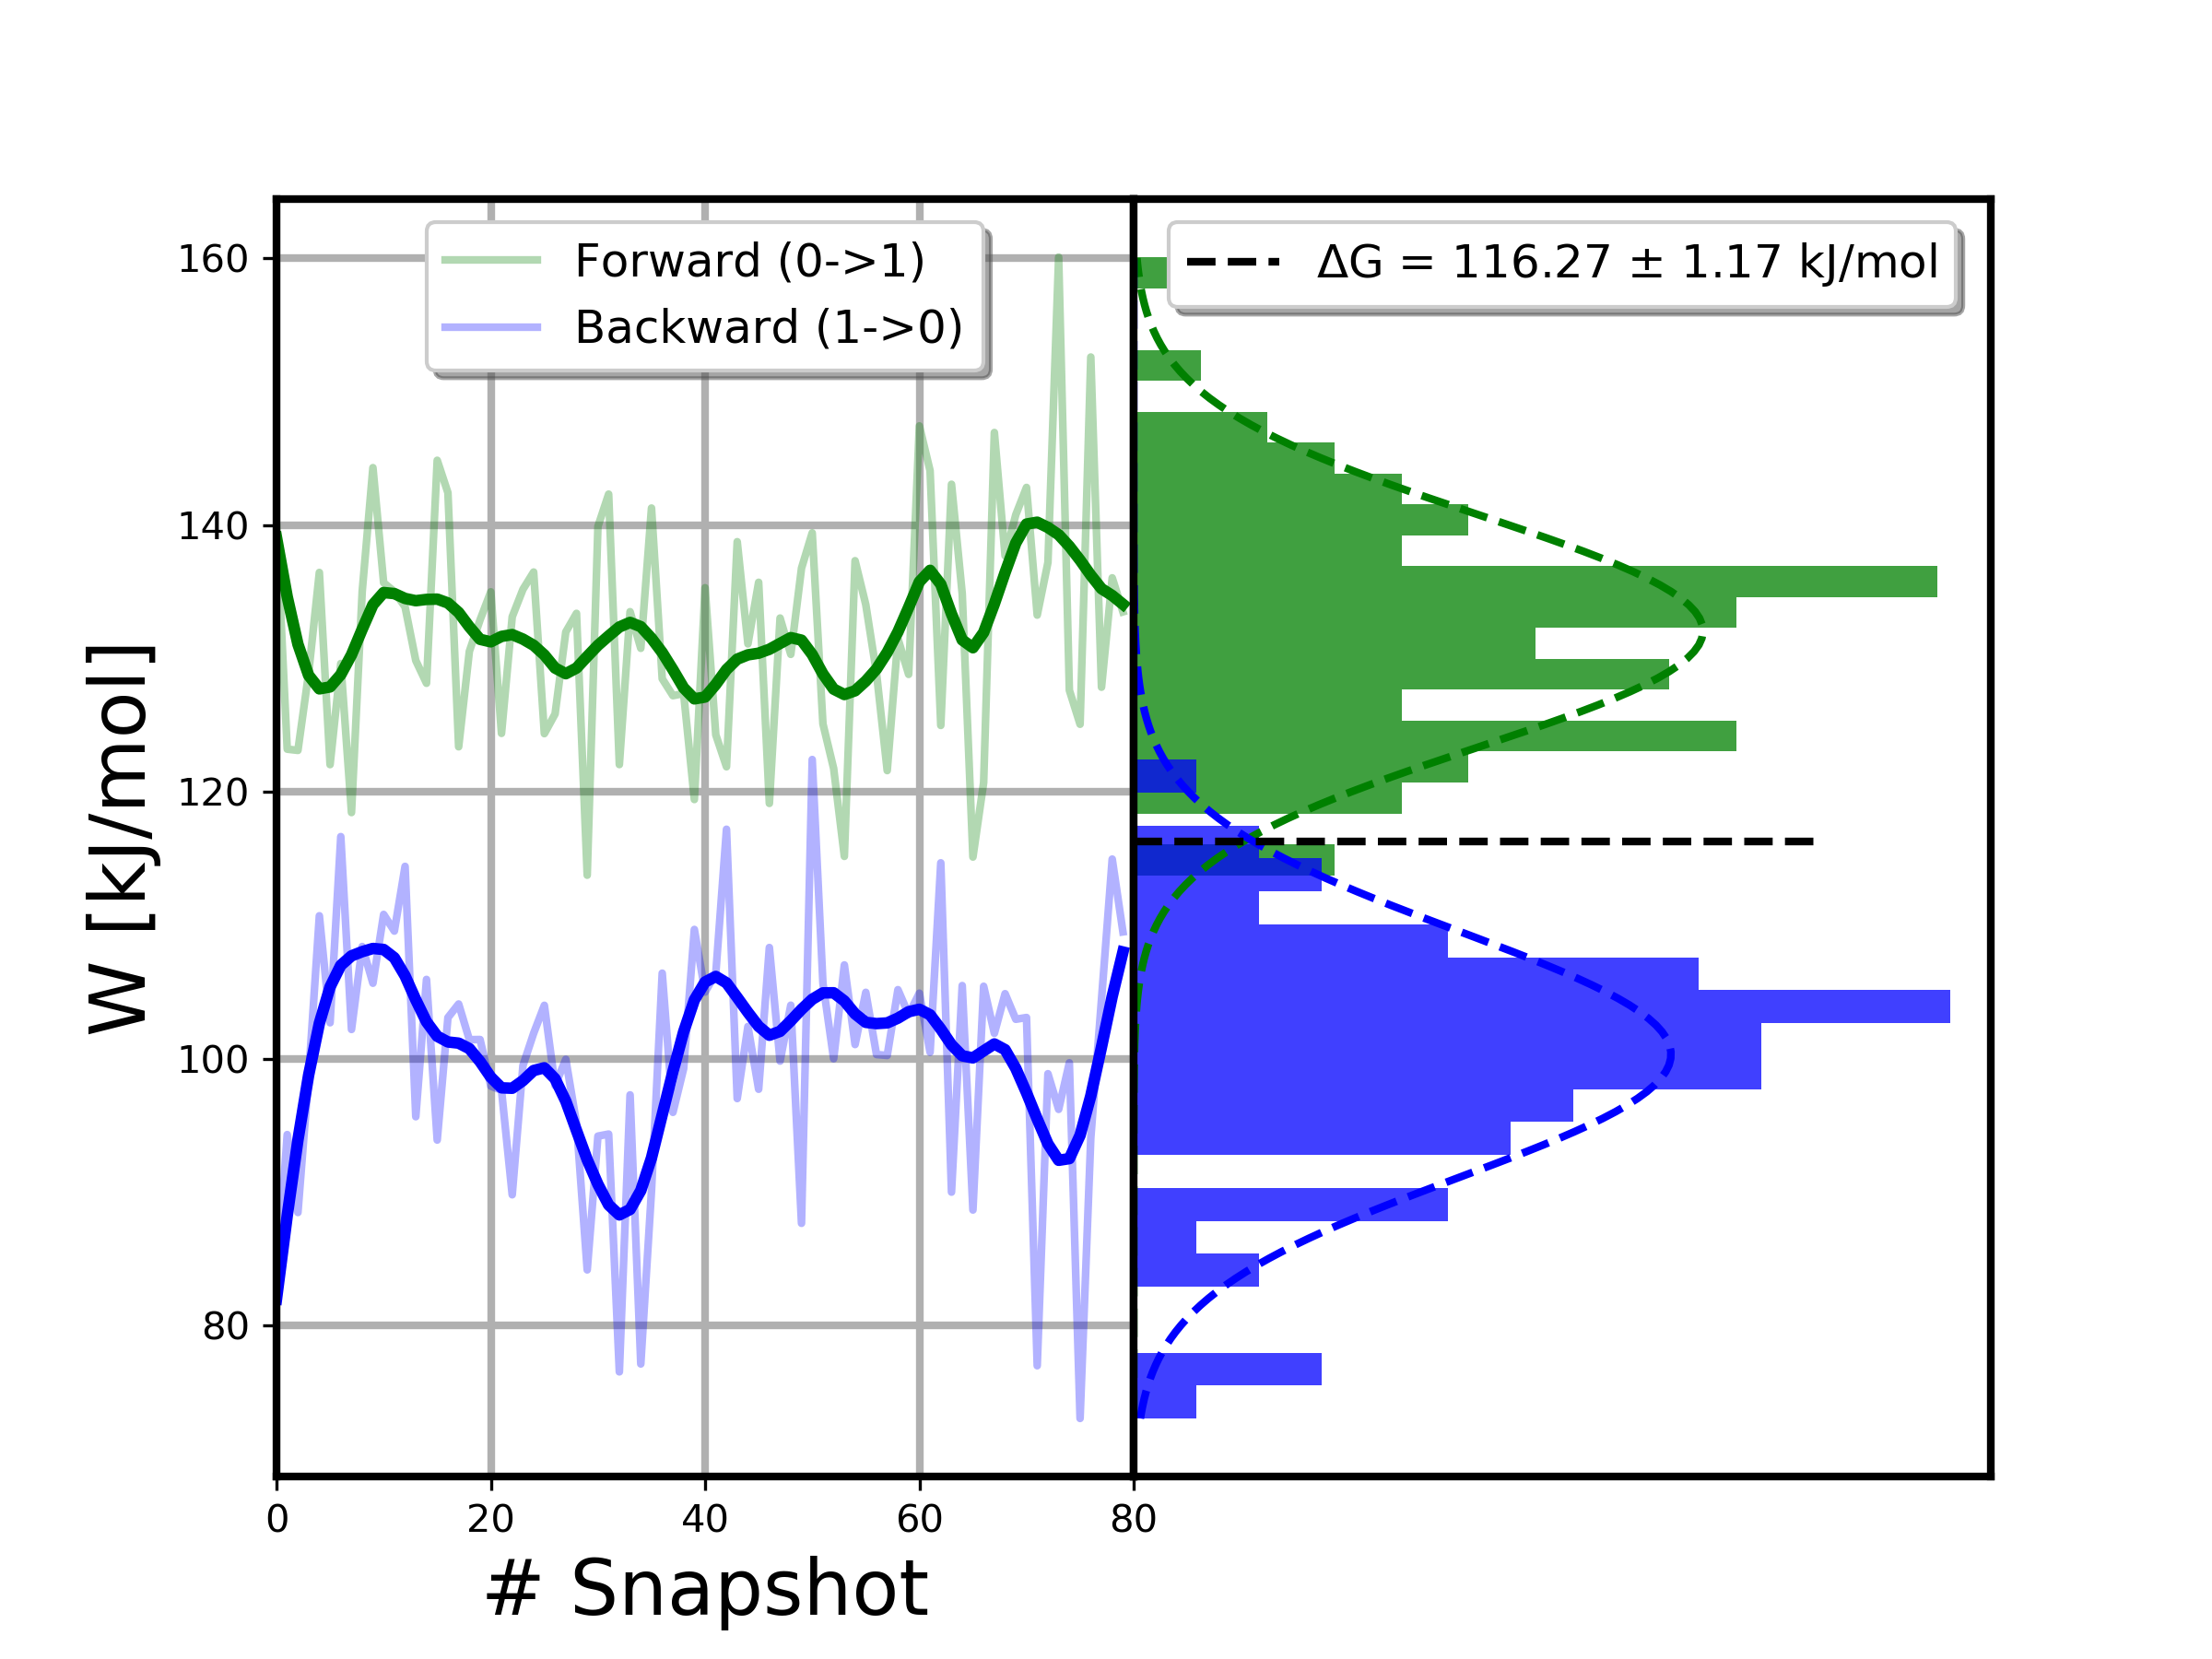 Forward (0->1)
Backward (1->0)
ΔG = 116.27 ± 1.17 kJ/mol
W [kJ/mol]
160
140
120
100
80
0 20 40 60 80
# Snapshot